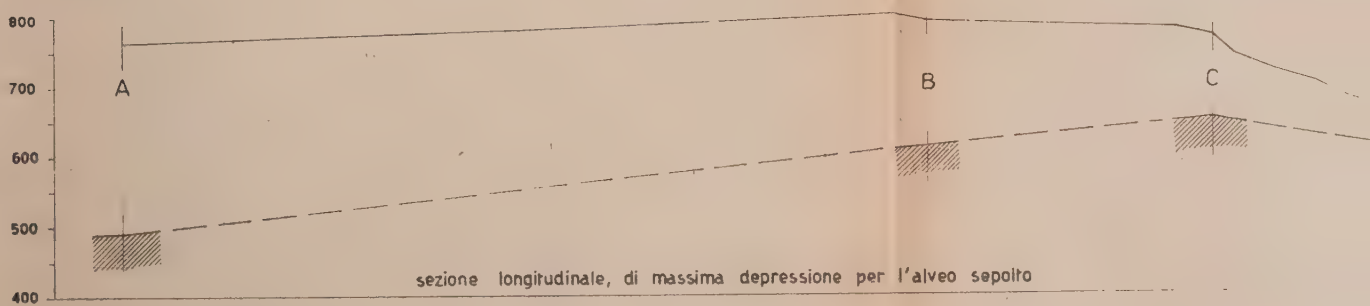 800
700
600
500
400
A
B
C
sezione longitudinale, di massima depressione per l'alveo sepolto